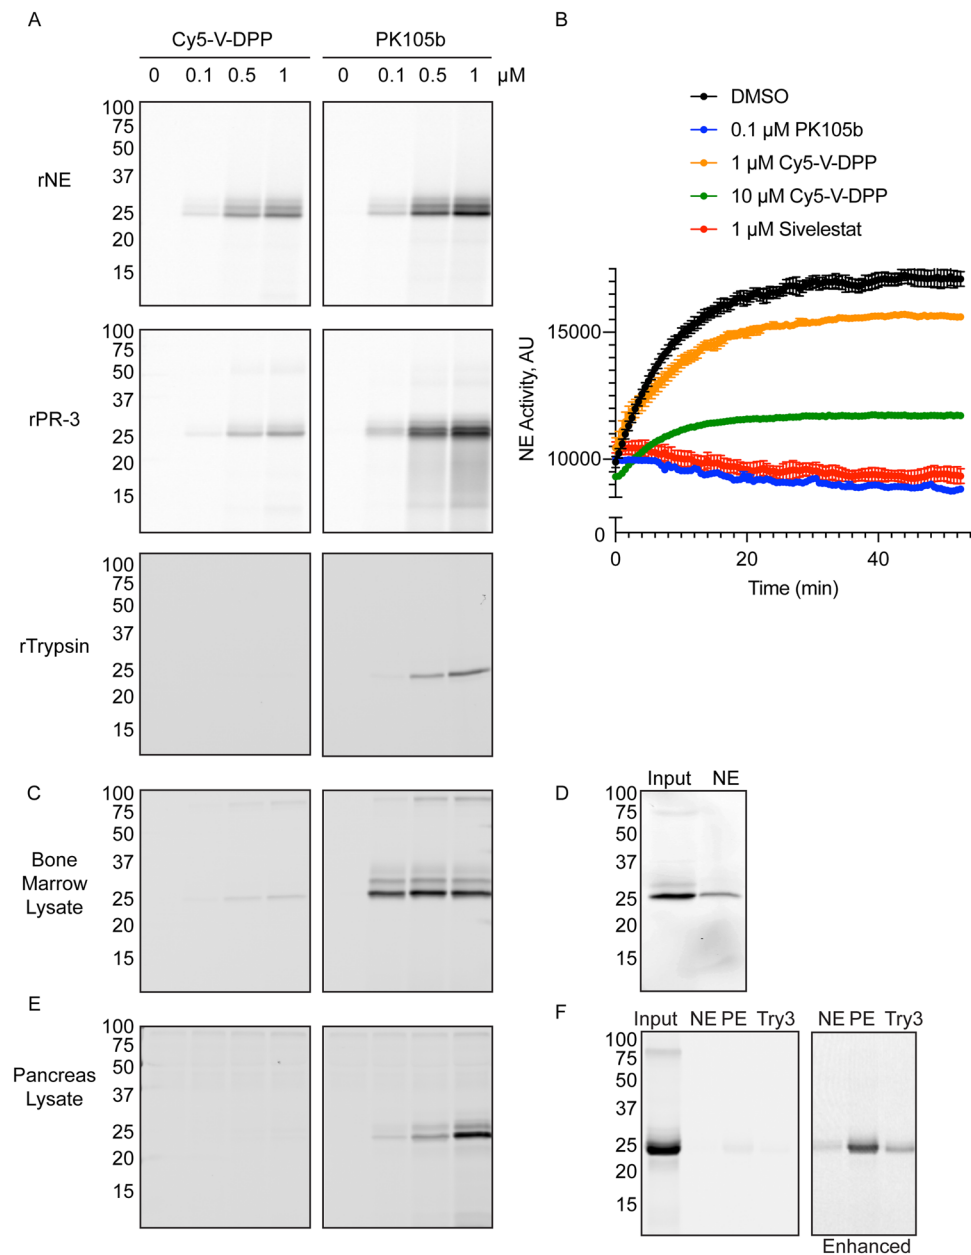 A
Cy5-V-DPP PK105b
0 0.1 0.5 1 0 0.1 0.5 1 µM
rNE
100
75
50
37
25
20
15
rPR-3
100
75
50
37
25
20
15
rTrypsin
100
75
50
37
25
20
15
B
DMSO
0.1 µM PK105b
1 µM Cy5-V-DPP
10 µM Cy5-V-DPP
1 µM Sivelestat
NE Activity, AU
15000
10000
0
0 20 40
Time (min)
C
Bone
Marrow
Lysate
100
75
50
37
25
20
15
D
Input NE
100
75
50
37
25
20
15
E
Pancreas
Lysate
100
75
50
37
25
20
15
F
Input NE PE Try3 NE PE Try3
100
75
50
37
25
20
15
Enhanced